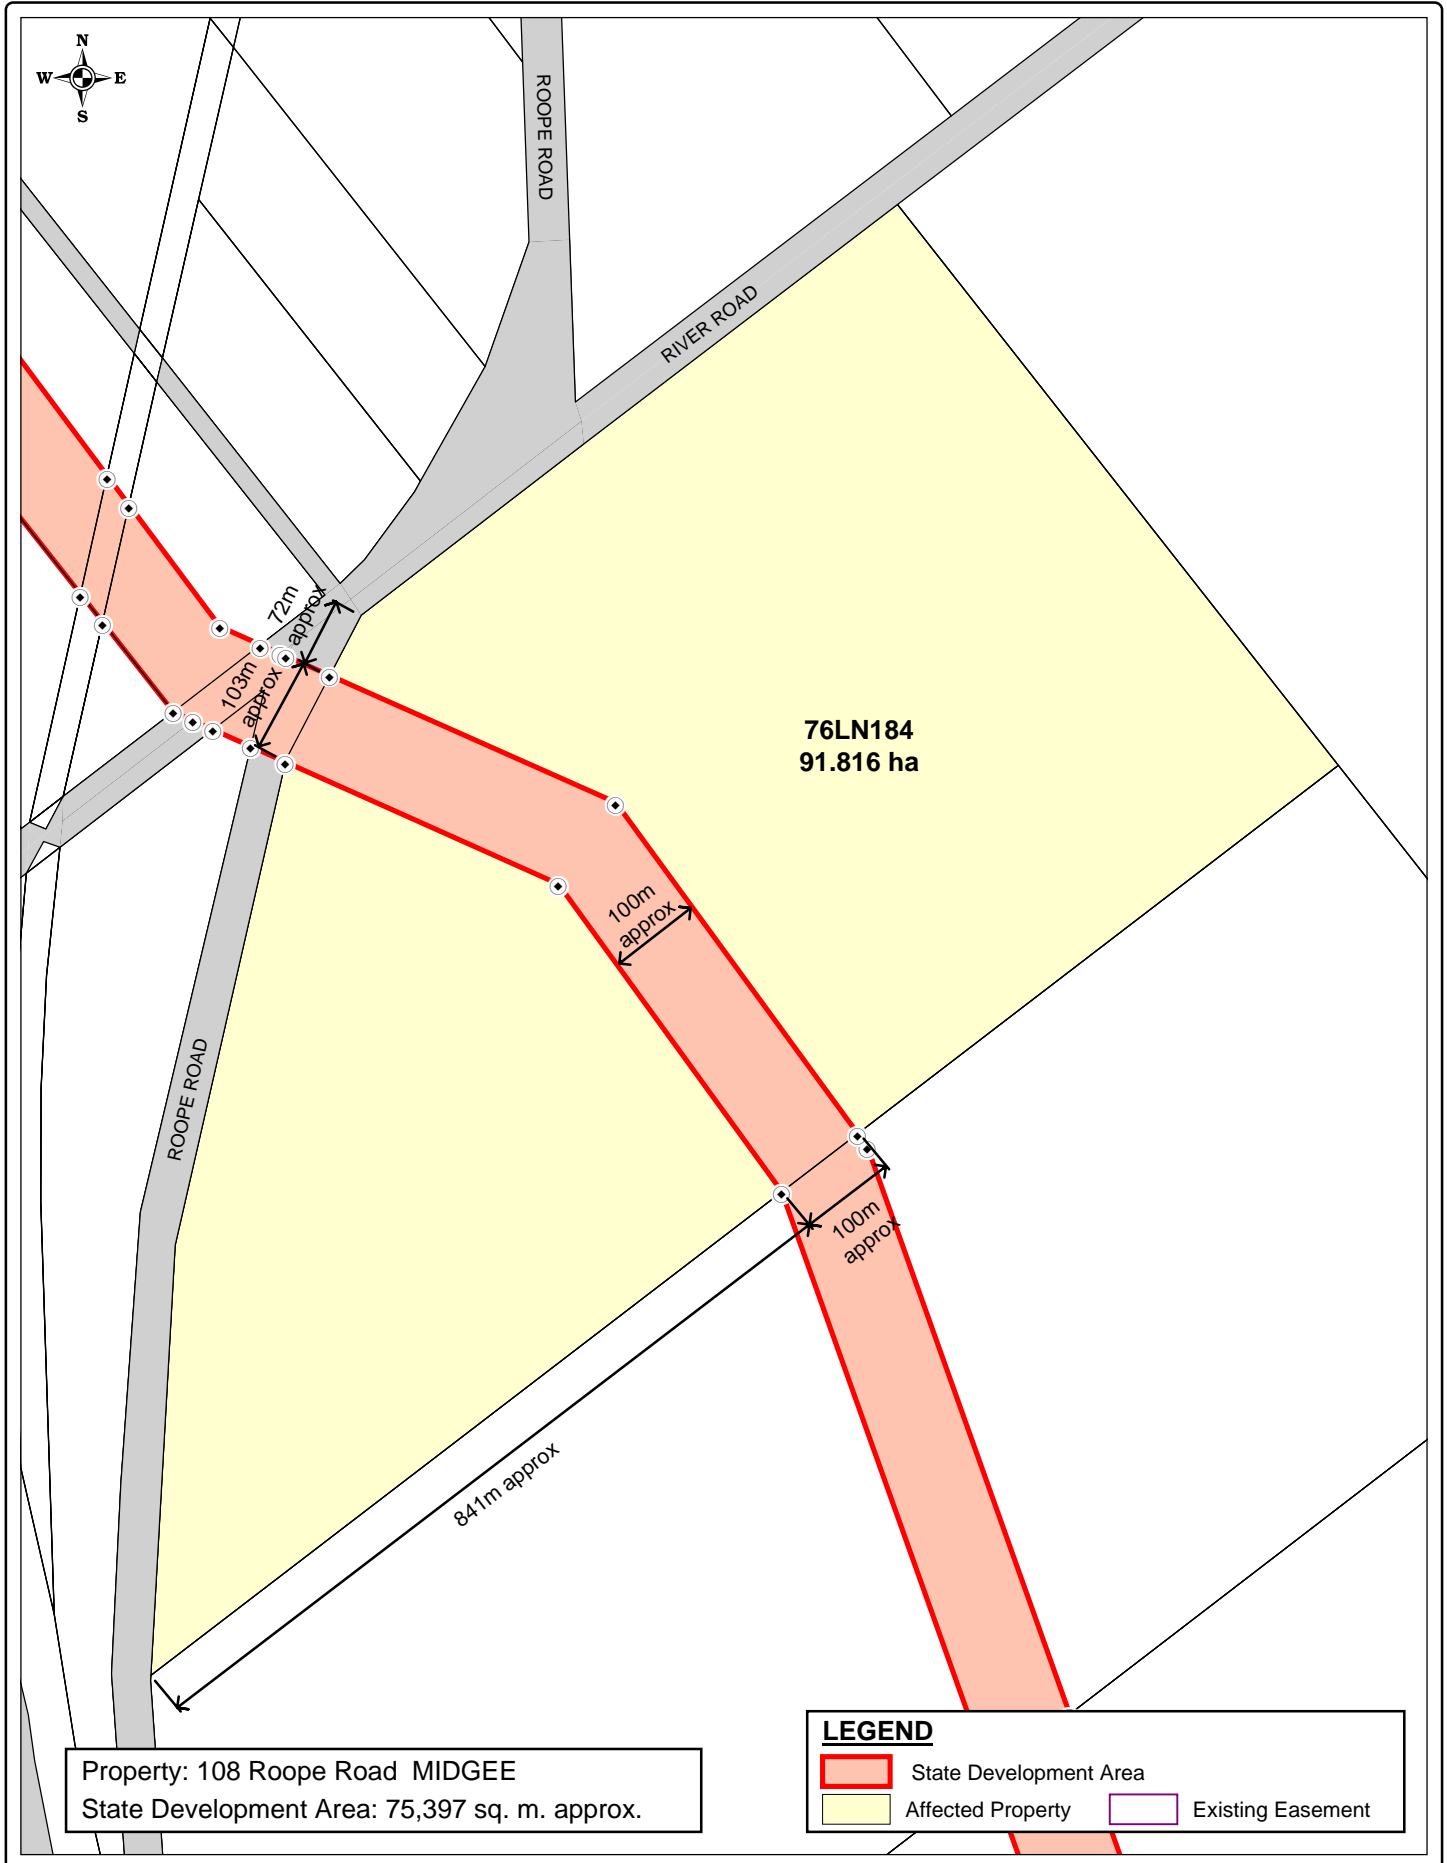 N
W E
S
ROOPE ROAD
RIVER ROAD
72m
approx
103m
approx
76LN184
91.816 ha
100m
approx
ROOPE ROAD
100m
approx
841m approx
Property: 108 Roope Road MIDGEE
State Development Area: 75,397 sq. m. approx.
LEGEND
State Development Area
Affected Property
Existing Easement